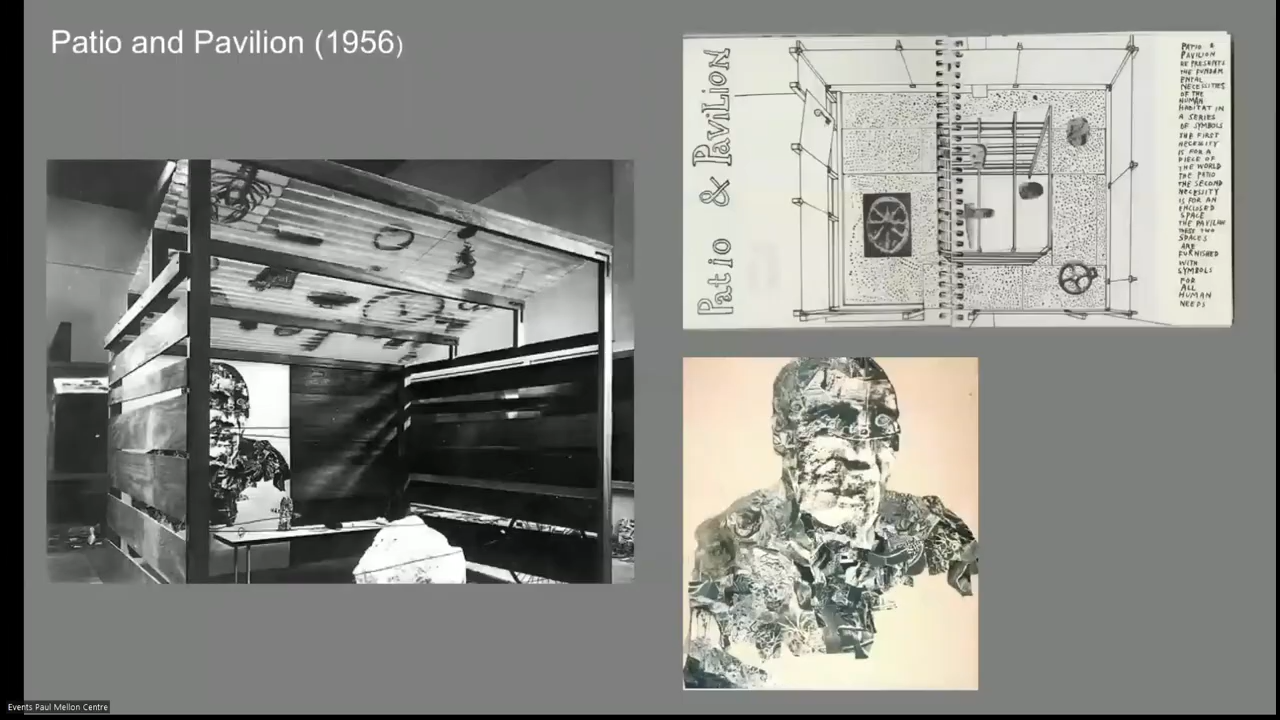 Patio and Pavilion (1956)
Patio & PaviLion
PATIO &
PAVILION
REPRESENTS
THE FUNDAM
ENTAL
NECESSITIES
OF THE
HUMAN
HABITAT IN
A SERIES
OF SYMBOLS
THE FIRST
NECESSITY
IS FOR A
PIECE OF
THE WORLD
THE PATIO
THE SECOND
NECESSITY
IS FOR AN
ENCLOSED
SPACE
THE PAVILION
THESE TWO
SPACES
ARE
FURNISHED
WITH
SYMBOLS
FOR
ALL
HUMAN
NEEDS
Events Paul Mellon Centre